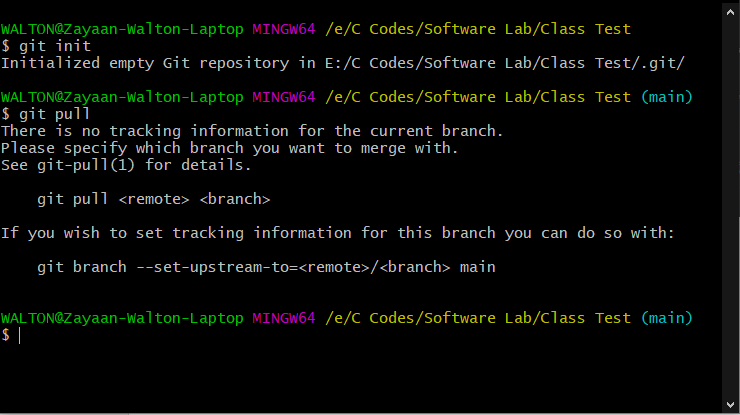 WALTON@Zayaan-Walton-Laptop MINGW64 /e/C Codes/Software Lab/Class Test
$ git init
Initialized empty Git repository in E:/C Codes/Software Lab/Class Test/.git/
WALTON@Zayaan-Walton-Laptop MINGW64 /e/C Codes/Software Lab/Class Test (main)
$ git pull
There is no tracking information for the current branch.
Please specify which branch you want to merge with.
See git-pull(1) for details.
git pull <remote> <branch>
If you wish to set tracking information for this branch you can do so with:
git branch --set-upstream-to=<remote>/<branch> main
WALTON@Zayaan-Walton-Laptop MINGW64 /e/C Codes/Software Lab/Class Test (main)
$